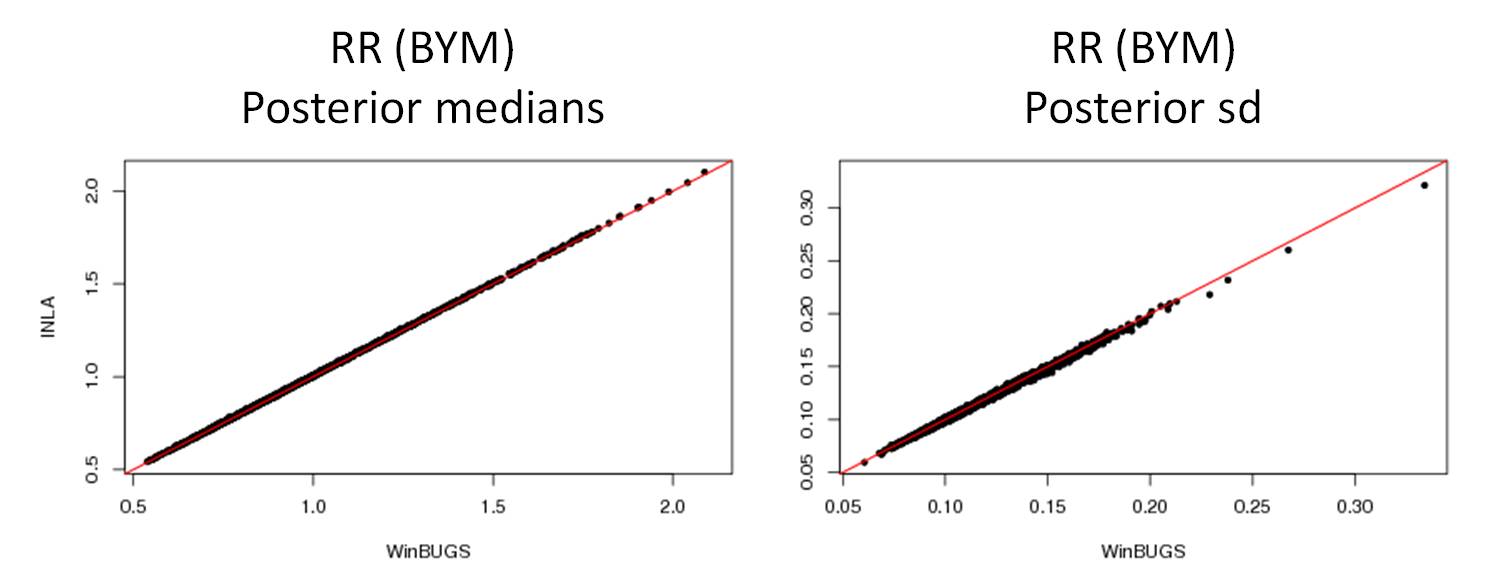 RR (BYM)
Posterior medians
RR (BYM)
Posterior sd
INLA
2.0
1.5
1.0
0.5
0.5 1.0 1.5 2.0
WinBUGS
0.30
0.25
0.20
0.15
0.10
0.05
0.05 0.10 0.15 0.20 0.25 0.30
WinBUGS